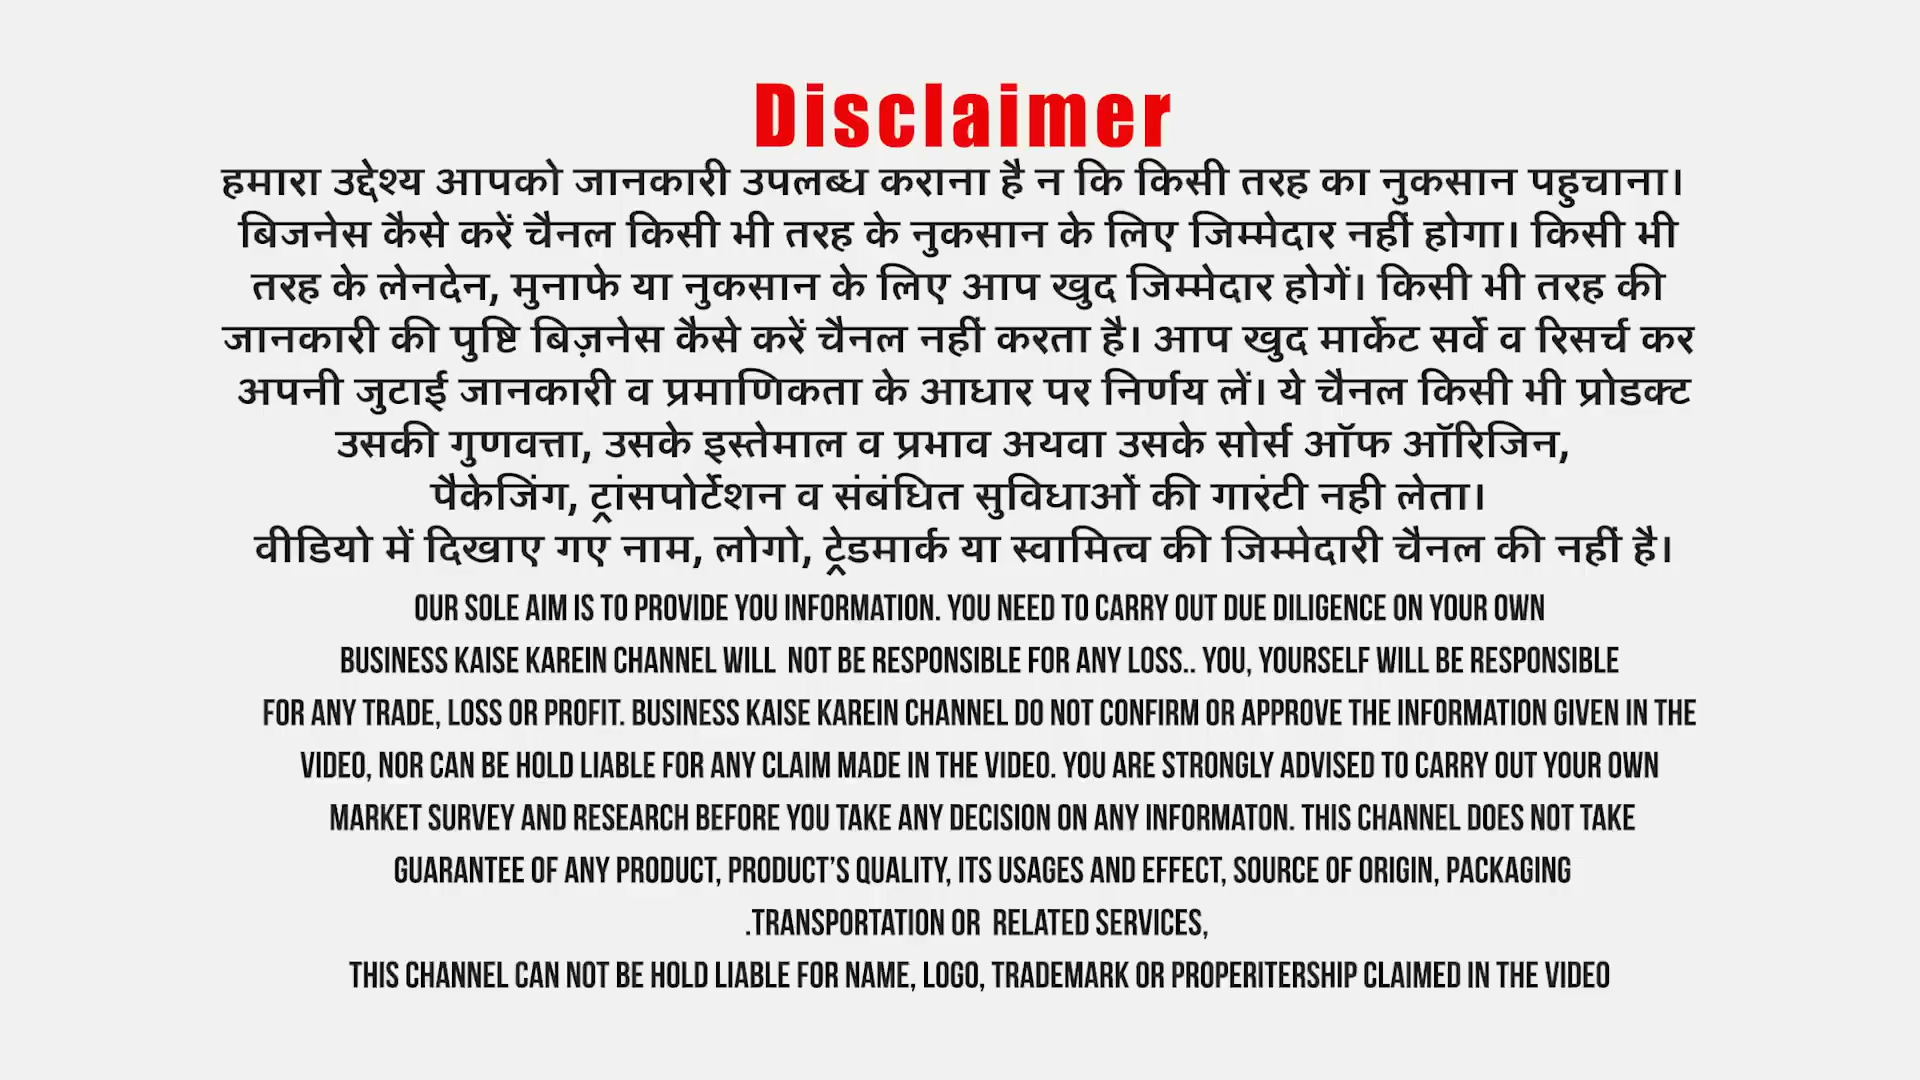 Disclaimer
हमारा उद्देश्य आपको जानकारी उपलब्ध कराना है न कि किसी तरह का नुकसान पहुचाना।
बिजनेस कैसे करें चैनल किसी भी तरह के नुकसान के लिए जिम्मेदार नहीं होगा। किसी भी
तरह के लेनदेन, मुनाफे या नुकसान के लिए आप खुद जिम्मेदार होगें। किसी भी तरह की
जानकारी की पुष्टि बिज़नेस कैसे करें चैनल नहीं करता है। आप खुद मार्केट सर्वे व रिसर्च कर
अपनी जुटाई जानकारी व प्रमाणिकता के आधार पर निर्णय लें। ये चैनल किसी भी प्रोडक्ट
उसकी गुणवत्ता, उसके इस्तेमाल व प्रभाव अथवा उसके सोर्स ऑफ ऑरिजिन,
पैकेजिंग, ट्रांसपोर्टेशन व संबंधित सुविधाओं की गारंटी नही लेता।
वीडियो में दिखाए गए नाम, लोगो, ट्रेडमार्क या स्वामित्व की जिम्मेदारी चैनल की नहीं है।
OUR SOLE AIM IS TO PROVIDE YOU INFORMATION. YOU NEED TO CARRY OUT DUE DILIGENCE ON YOUR OWN
BUSINESS KAISE KAREIN CHANNEL WILL  NOT BE RESPONSIBLE FOR ANY LOSS.. YOU, YOURSELF WILL BE RESPONSIBLE
FOR ANY TRADE, LOSS OR PROFIT. BUSINESS KAISE KAREIN CHANNEL DO NOT CONFIRM OR APPROVE THE INFORMATION GIVEN IN THE
VIDEO, NOR CAN BE HOLD LIABLE FOR ANY CLAIM MADE IN THE VIDEO. YOU ARE STRONGLY ADVISED TO CARRY OUT YOUR OWN
MARKET SURVEY AND RESEARCH BEFORE YOU TAKE ANY DECISION ON ANY INFORMATON. THIS CHANNEL DOES NOT TAKE
GUARANTEE OF ANY PRODUCT, PRODUCT'S QUALITY, ITS USAGES AND EFFECT, SOURCE OF ORIGIN, PACKAGING
.TRANSPORTATION OR  RELATED SERVICES,
THIS CHANNEL CAN NOT BE HOLD LIABLE FOR NAME, LOGO, TRADEMARK OR PROPERITERSHIP CLAIMED IN THE VIDEO